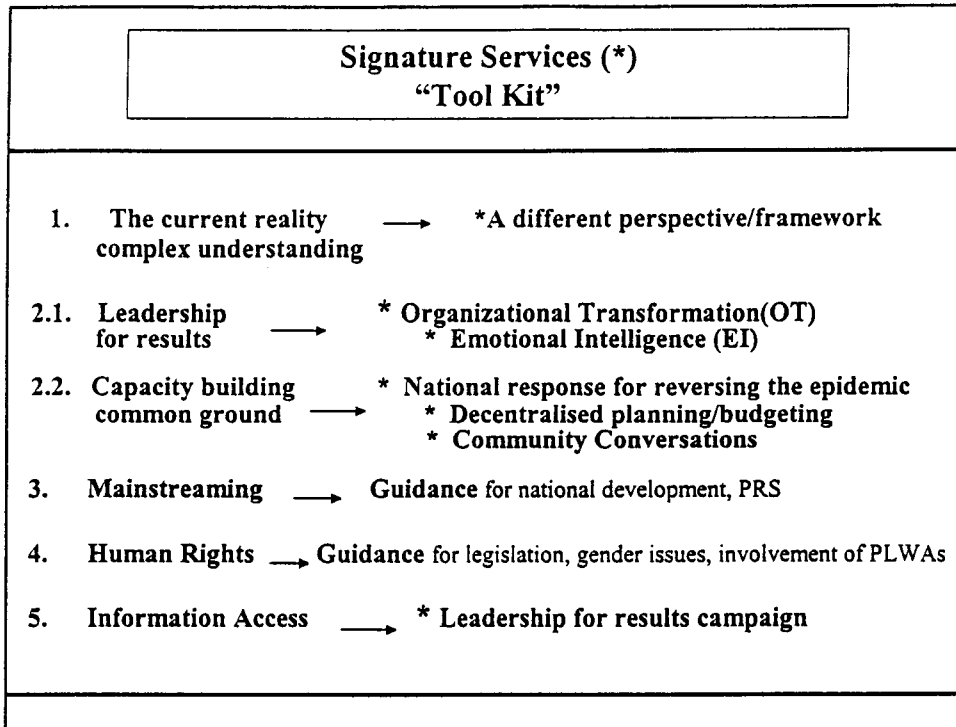 Signature Services (*)
“Tool Kit”
1. The current reality → *A different perspective/framework
complex understanding
2.1. Leadership * Organizational Transformation(OT)
for results → * Emotional Intelligence (EI)
2.2. Capacity building * National response for reversing the epidemic
common ground → * Decentralised planning/budgeting
* Community Conversations
3. Mainstreaming → Guidance for national development, PRS
4. Human Rights → Guidance for legislation, gender issues, involvement of PLWAs
5. Information Access → * Leadership for results campaign